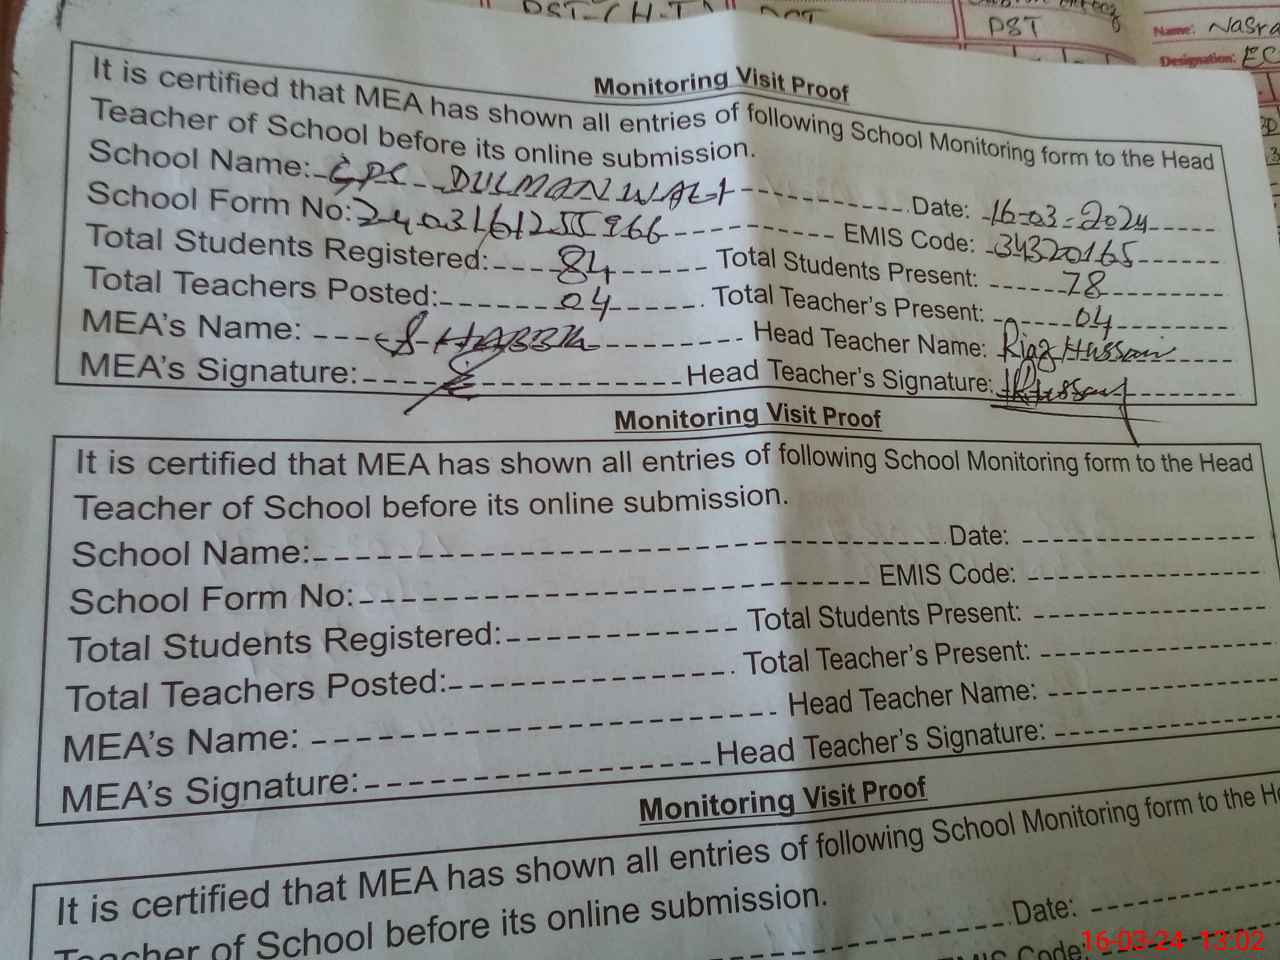 PST
Name: Nasra
Designation: EC
Monitoring Visit Proof
It is certified that MEA has shown all entries of following School Monitoring form to the Head
Teacher of School before its online submission.
School Name:- GPS DULMAN WALI Date: 16-03-2024
School Form No: EMIS Code: 34320165
Total Students Registered: 84 Total Students Present: 78
Total Teachers Posted: 04 Total Teacher's Present: 04
MEA's Name: Head Teacher Name: Riaz Hussain
MEA's Signature: Head Teacher's Signature:
Monitoring Visit Proof
It is certified that MEA has shown all entries of following School Monitoring form to the Head
Teacher of School before its online submission.
School Name: Date:
School Form No: EMIS Code:
Total Students Registered: Total Students Present:
Total Teachers Posted: Total Teacher's Present:
MEA's Name: Head Teacher Name:
MEA's Signature: Head Teacher's Signature:
Monitoring Visit Proof
It is certified that MEA has shown all entries of following School Monitoring form to the He
Teacher of School before its online submission.
Date:
EMIS Code:
16-03-24 13:02